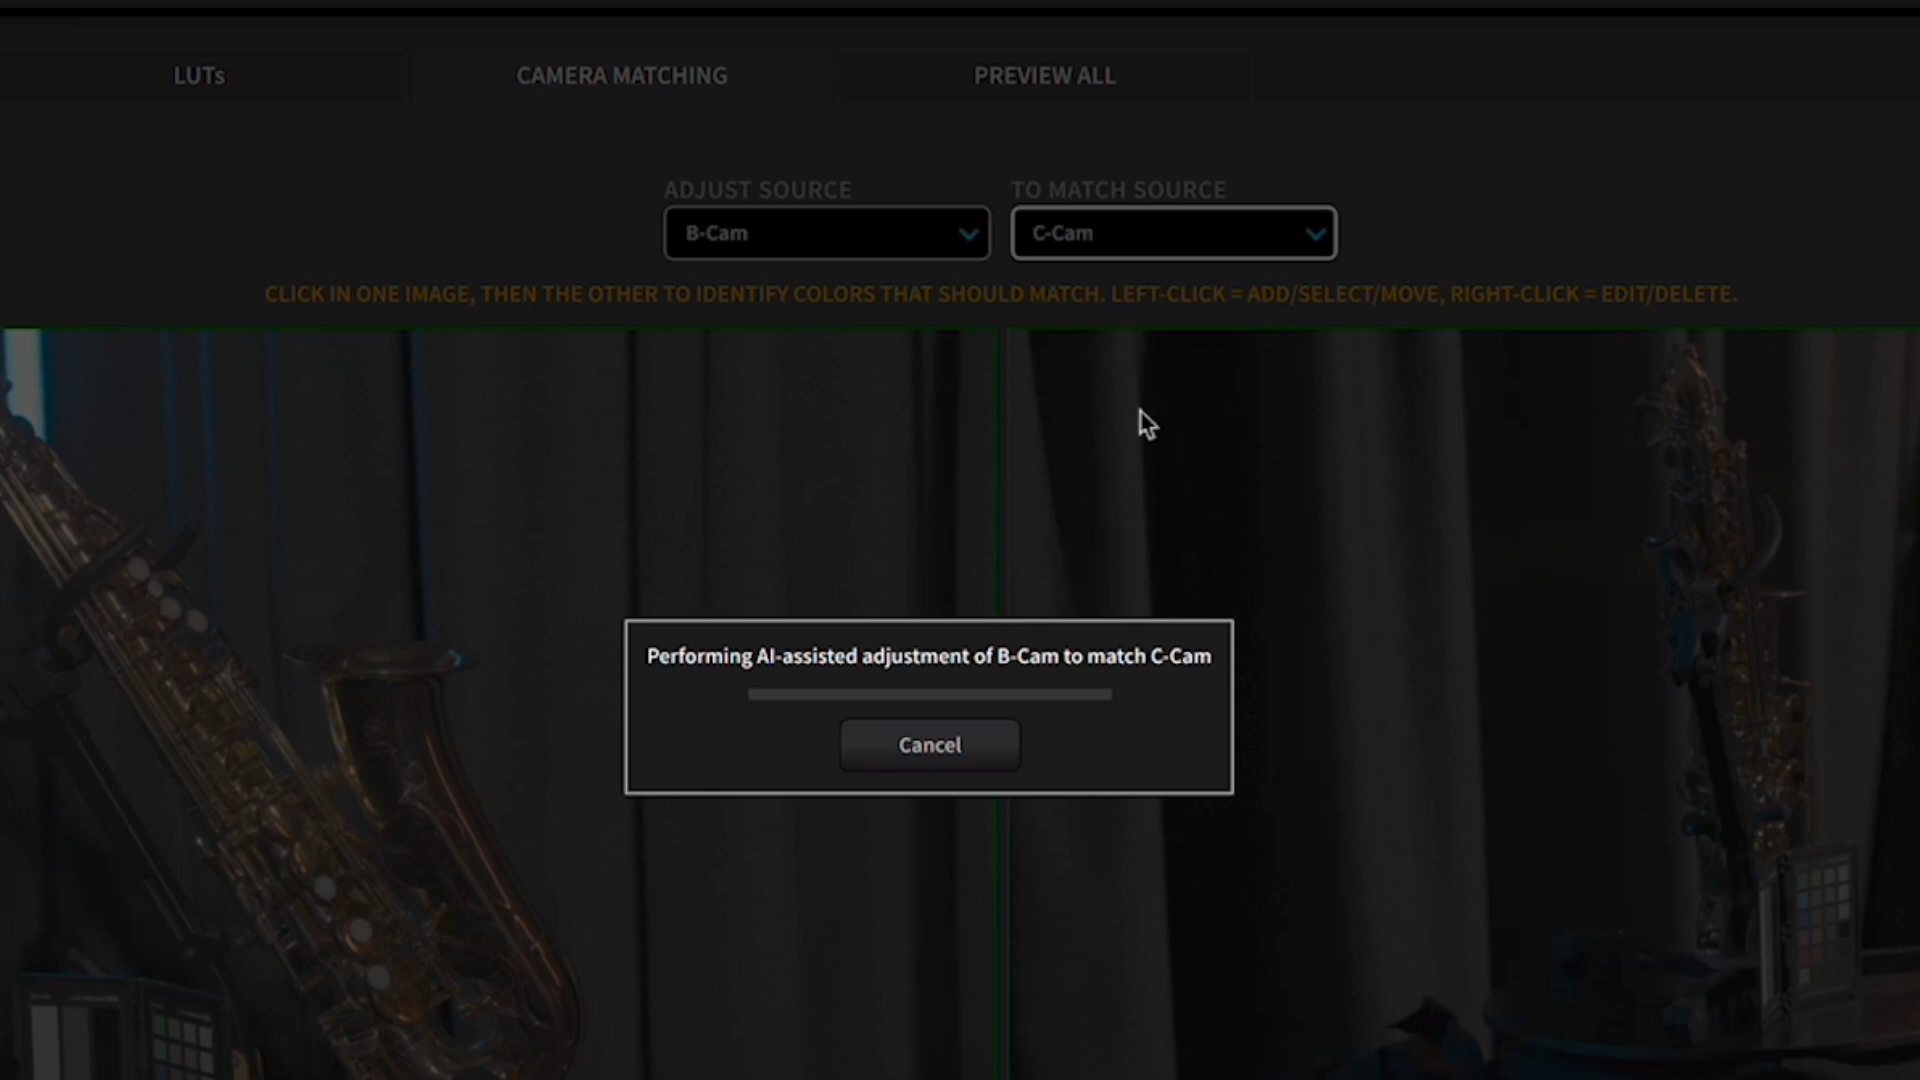 LUTs
CAMERA MATCHING
PREVIEW ALL
ADJUST SOURCE
TO MATCH SOURCE
B-Cam
C-Cam
CLICK IN ONE IMAGE, THEN THE OTHER TO IDENTIFY COLORS THAT SHOULD MATCH. LEFT-CLICK = ADD/SELECT/MOVE, RIGHT-CLICK = EDIT/DELETE.
Performing AI-assisted adjustment of B-Cam to match C-Cam
Cancel